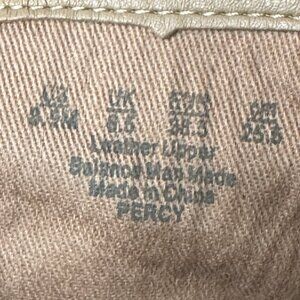 US UK EUR cm
8.5M 6.5 39.5 25.5
Leather Upper
Balance Man Made
Made in China
PERCY